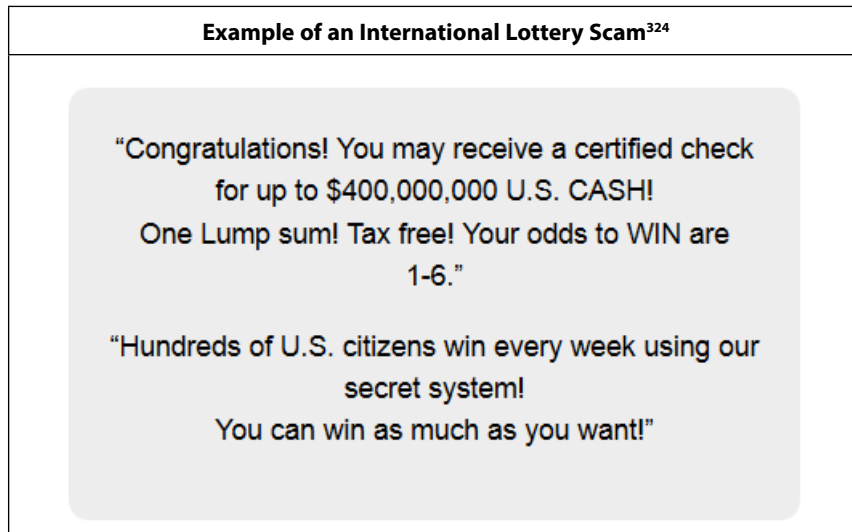 Example of an International Lottery Scam³²⁴
“Congratulations! You may receive a certified check
for up to $400,000,000 U.S. CASH!
One Lump sum! Tax free! Your odds to WIN are
1-6.”
“Hundreds of U.S. citizens win every week using our
secret system!
You can win as much as you want!”